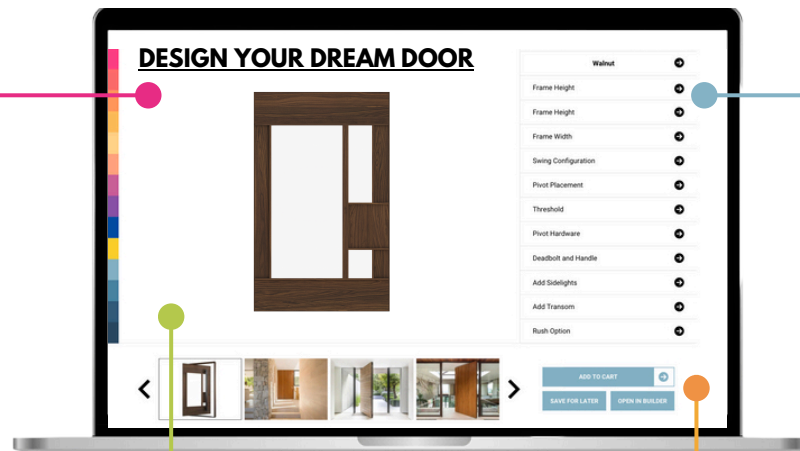 DESIGN YOUR DREAM DOOR
Walnut
Frame Height
Frame Height
Frame Width
Swing Configuration
Pivot Placement
Threshold
Pivot Hardware
Deadbolt and Handle
Add Sidelights
Add Transom
Rush Option
ADD TO CART
SAVE FOR LATER
OPEN IN BUILDER